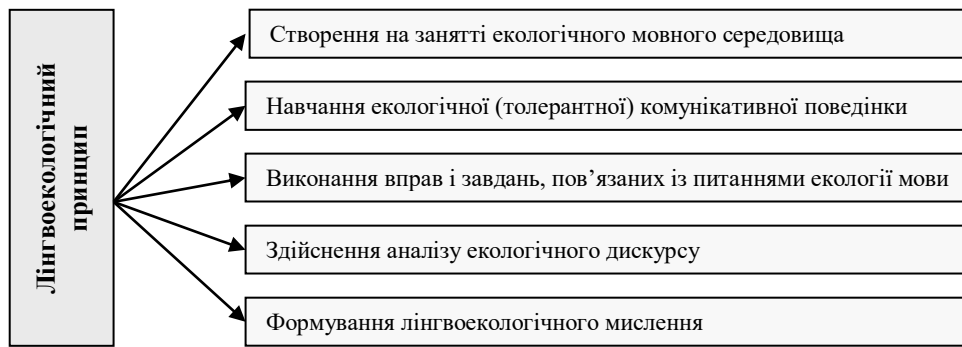 Лінгвоекологічний
принцип
Створення на занятті екологічного мовного середовища
Навчання екологічної (толерантної) комунікативної поведінки
Виконання вправ і завдань, пов’язаних із питаннями екології мови
Здійснення аналізу екологічного дискурсу
Формування лінгвоекологічного мислення